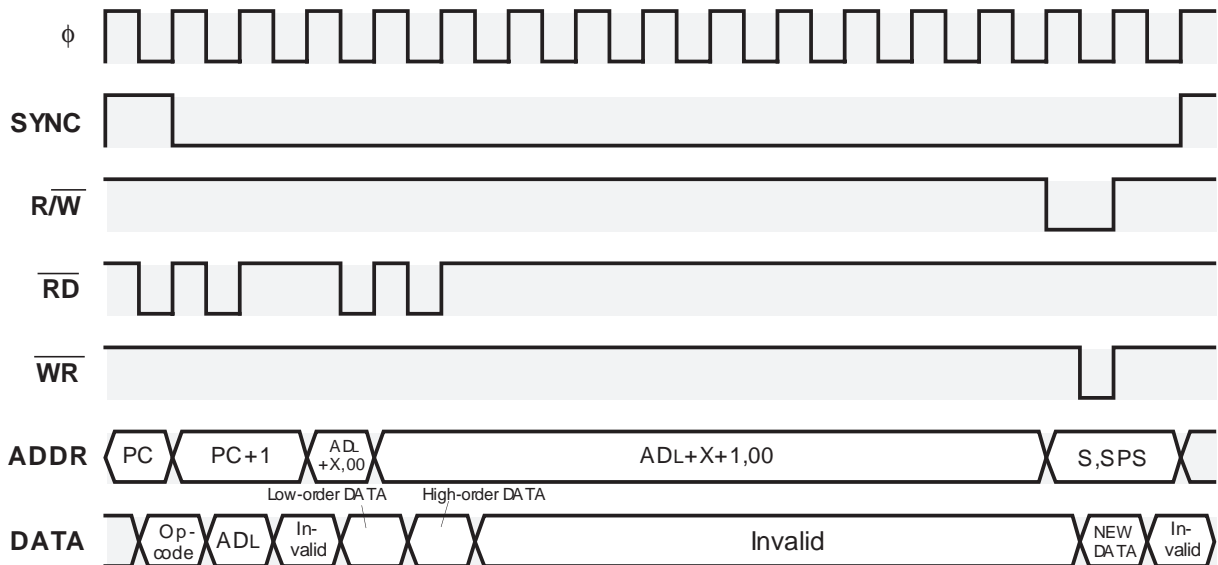 ϕ
SYNC
R/W
RD
WR
ADDR
PC
PC+1
ADL
+X,00
ADL+X+1,00
S,SPS
Low-order DATA
High-order DATA
DATA
Op-
code
ADL
In-
valid
Invalid
NEW
DATA
In-
valid